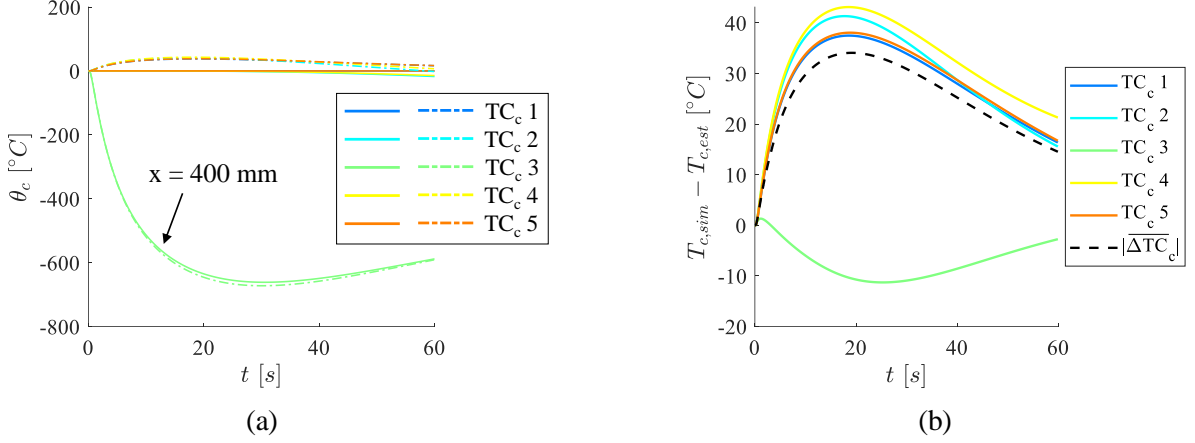 200
0
-200
-400
-600
-800
θc [°C]
x = 400 mm
TCc 1
TCc 2
TCc 3
TCc 4
TCc 5
0
20
40
60
t [s]
(a)
40
30
20
10
0
-10
-20
Tc,sim − Tc,est [°C]
TCc 1
TCc 2
TCc 3
TCc 4
TCc 5
|ΔTCc|
0
20
40
60
t [s]
(b)